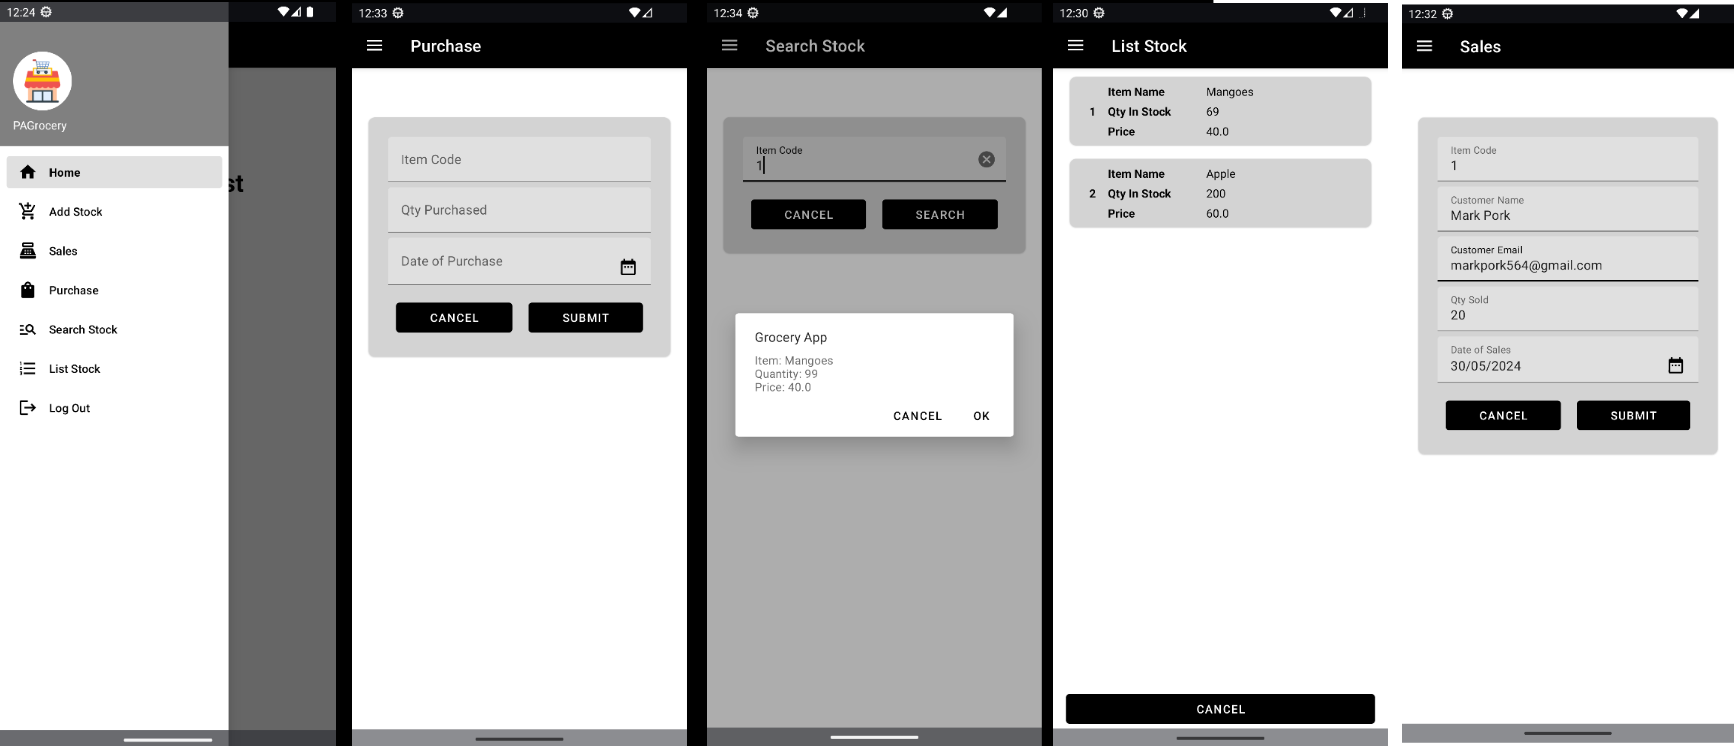 12:24
PAGrocery
Home
st
Add Stock
Sales
Purchase
Search Stock
List Stock
Log Out
12:33
Purchase
Item Code
Qty Purchased
Date of Purchase
CANCEL SUBMIT
12:34
Search Stock
Item Code
1
CANCEL SEARCH
Grocery App
Item: Mangoes
Quantity: 99
Price: 40.0
CANCEL OK
12:30
List Stock
Item Name Mangoes
1 Qty In Stock 69
Price 40.0
Item Name Apple
2 Qty In Stock 200
Price 60.0
CANCEL
12:32
Sales
Item Code
1
Customer Name
Mark Pork
Customer Email
markpork564@gmail.com
Qty Sold
20
Date of Sales
30/05/2024
CANCEL SUBMIT